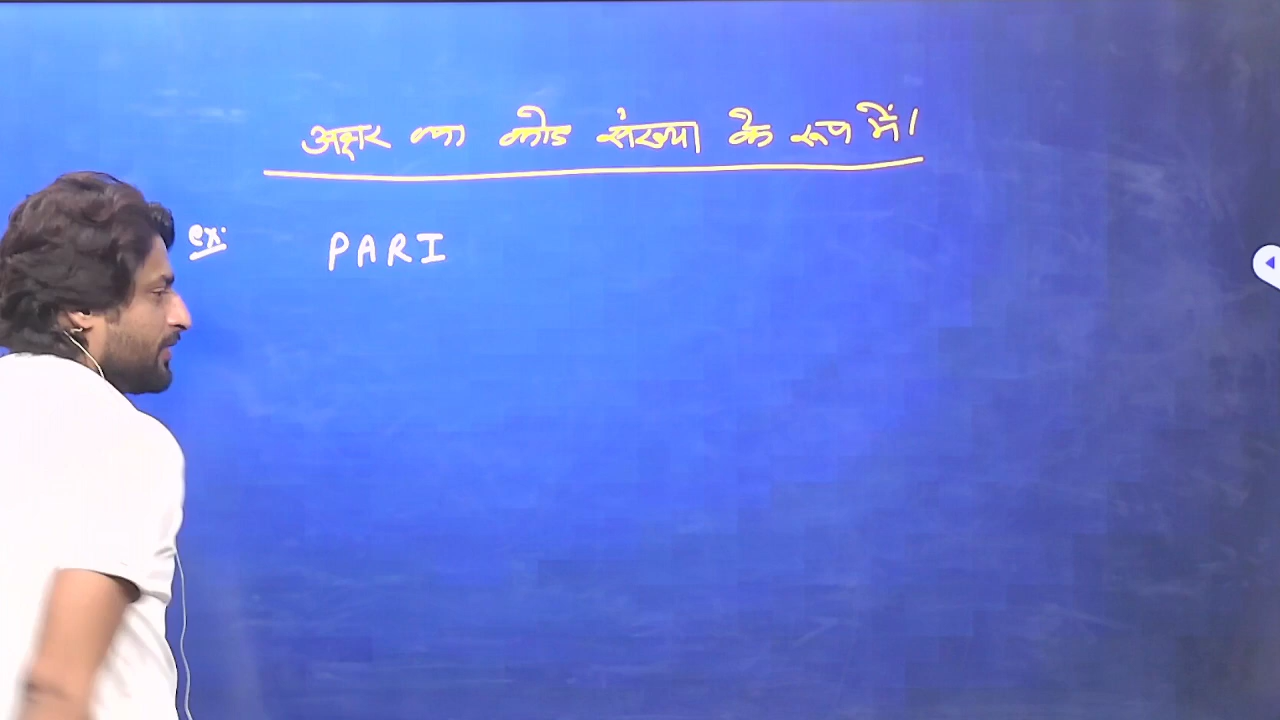 अक्षर का कोड संख्या के रूप में।
ex. PARI